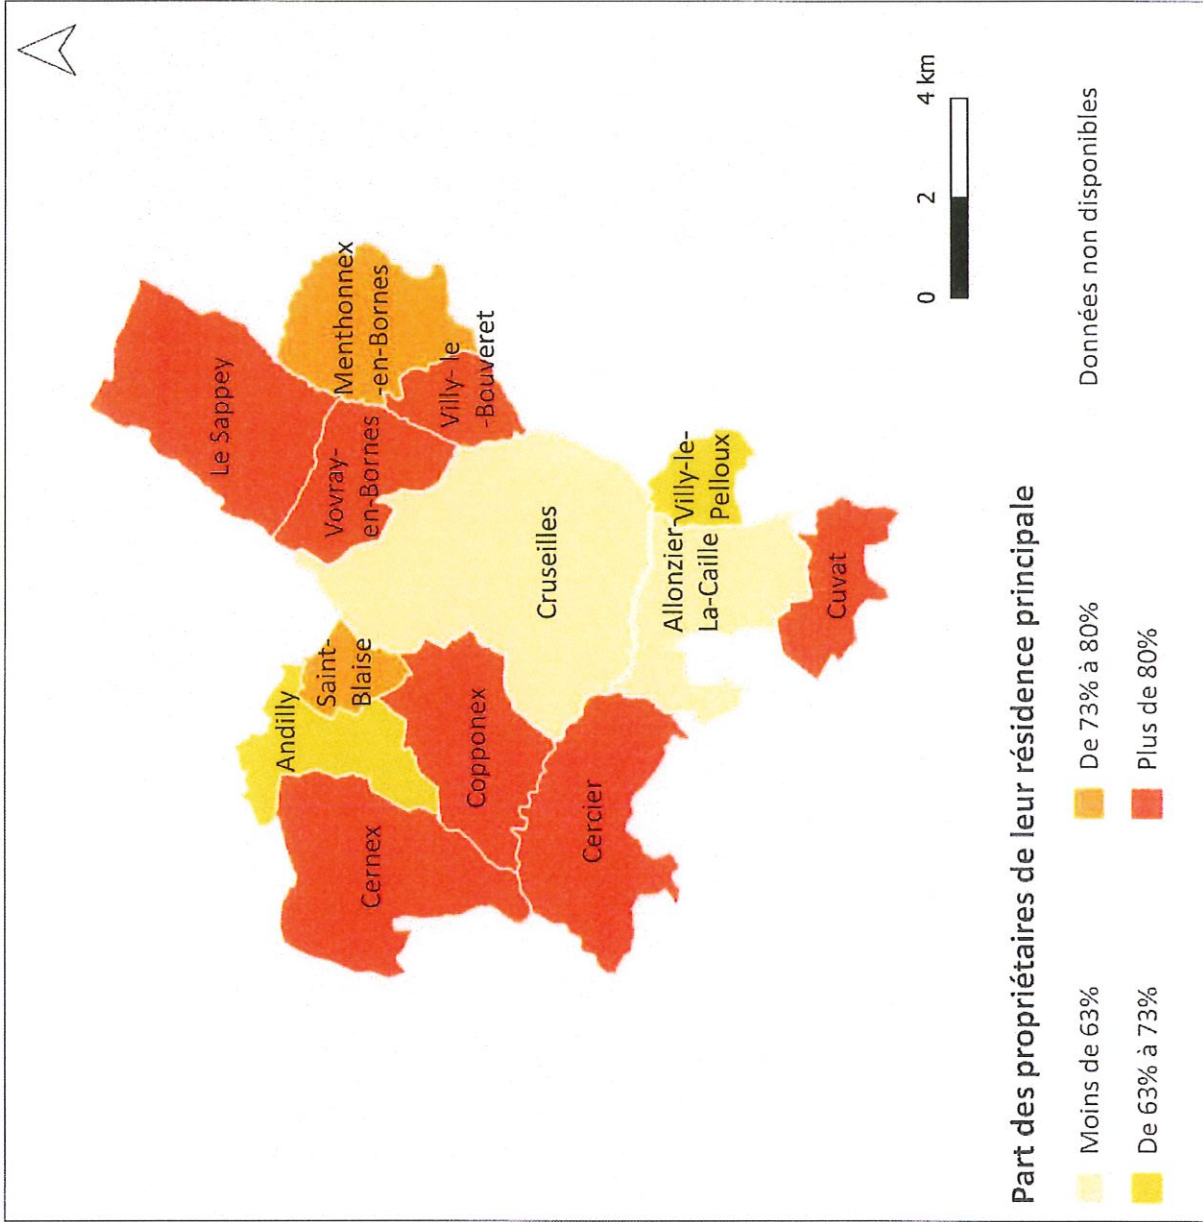 Le Sappey
Menthonnex
-en-Bornes
Vovray-
en-Bornes
Villy- le
-Bouveret
Andilly
Saint-
Blaise
Cernex
Copponex
Cruseilles
Cercier
Allonzier-
La-Caille
Villy-le-
Pelloux
Cuvat
0 2 4 km
Part des propriétaires de leur résidence principale
Moins de 63%
De 63% à 73%
De 73% à 80%
Plus de 80%
Données non disponibles